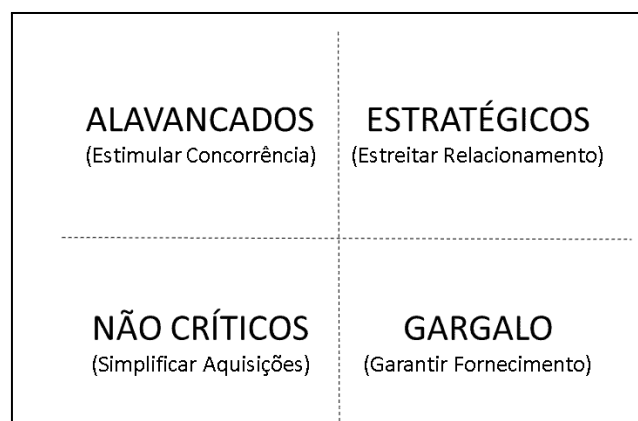 ALAVANCADOS
(Estimular Concorrência)
ESTRATÉGICOS
(Estreitar Relacionamento)
NÃO CRÍTICOS
(Simplificar Aquisições)
GARGALO
(Garantir Fornecimento)